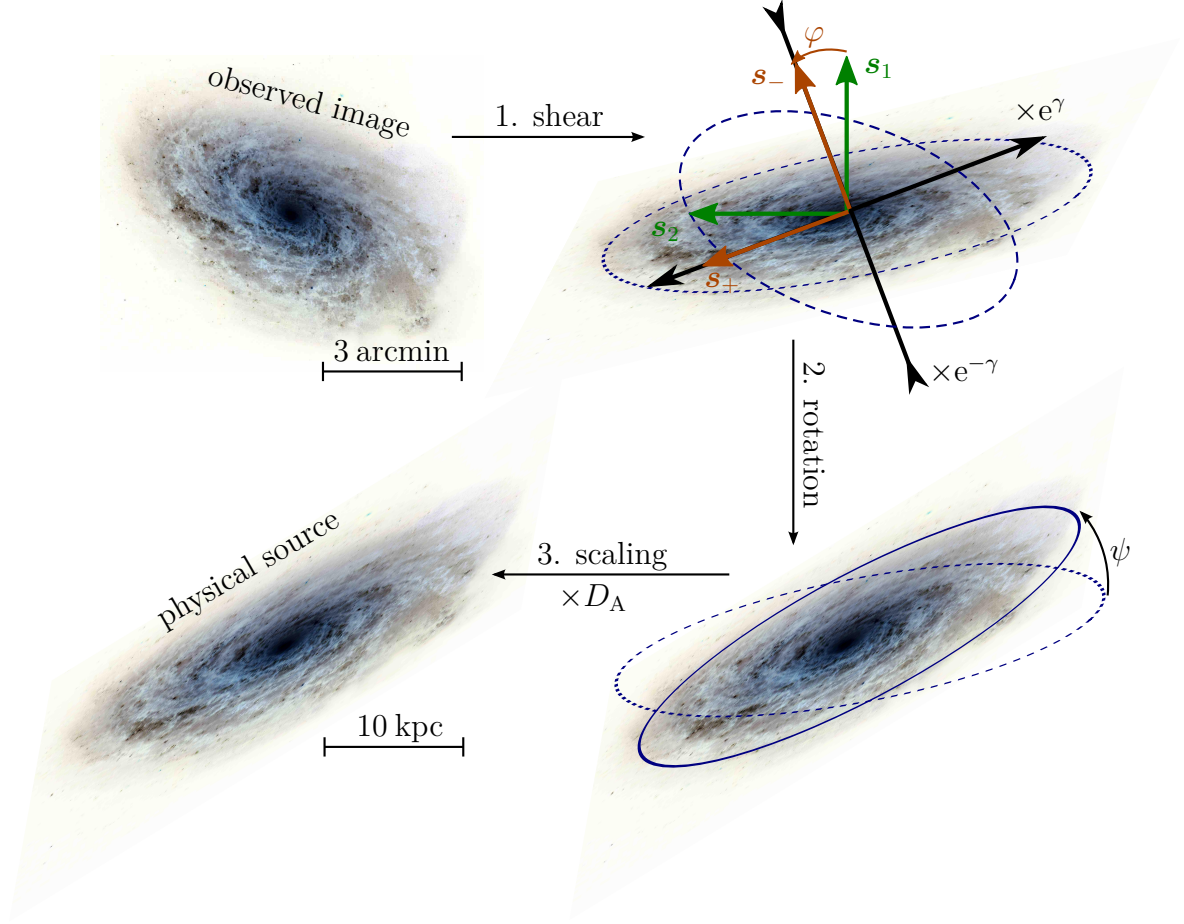 observed image
3 arcmin
1. shear
φ
s₋
s₁
s₂
s₊
×e^γ
×e^−γ
2. rotation
ψ
3. scaling
×D_A
physical source
10 kpc